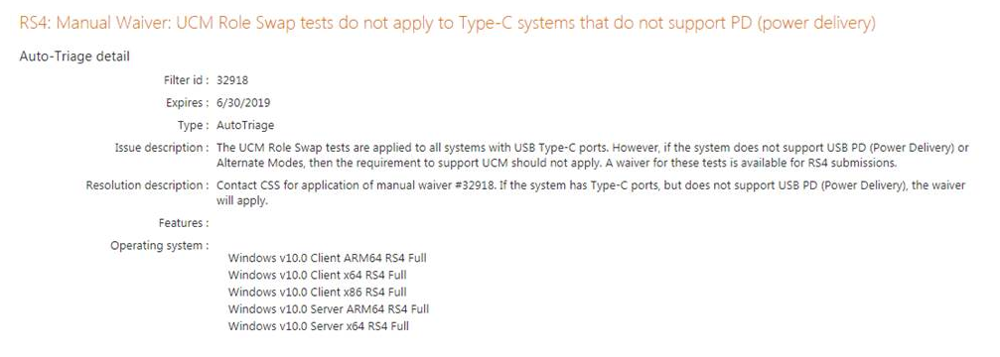 RS4: Manual Waiver: UCM Role Swap tests do not apply to Type-C systems that do not support PD (power delivery)
Auto-Triage detail
Filter id : 32918
Expires : 6/30/2019
Type : AutoTriage
Issue description : The UCM Role Swap tests are applied to all systems with USB Type-C ports. However, if the system does not support USB PD (Power Delivery) or
Alternate Modes, then the requirement to support UCM should not apply. A waiver for these tests is available for RS4 submissions.
Resolution description : Contact CSS for application of manual waiver #32918. If the system has Type-C ports, but does not support USB PD (Power Delivery), the waiver
will apply.
Features :
Operating system :
Windows v10.0 Client ARM64 RS4 Full
Windows v10.0 Client x64 RS4 Full
Windows v10.0 Client x86 RS4 Full
Windows v10.0 Server ARM64 RS4 Full
Windows v10.0 Server x64 RS4 Full